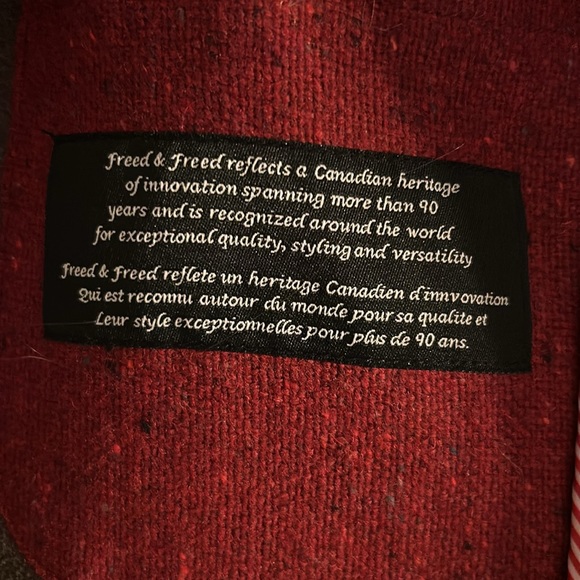 Freed & Freed reflects a Canadian heritage
of innovation spanning more than 90
years and is recognized around the world
for exceptional quality, styling and versatility
Freed & Freed reflete un heritage Canadien d'innvovation
Qui est reconnu autour du monde pour sa qualite et
Leur style exceptionnelles pour plus de 90 ans.